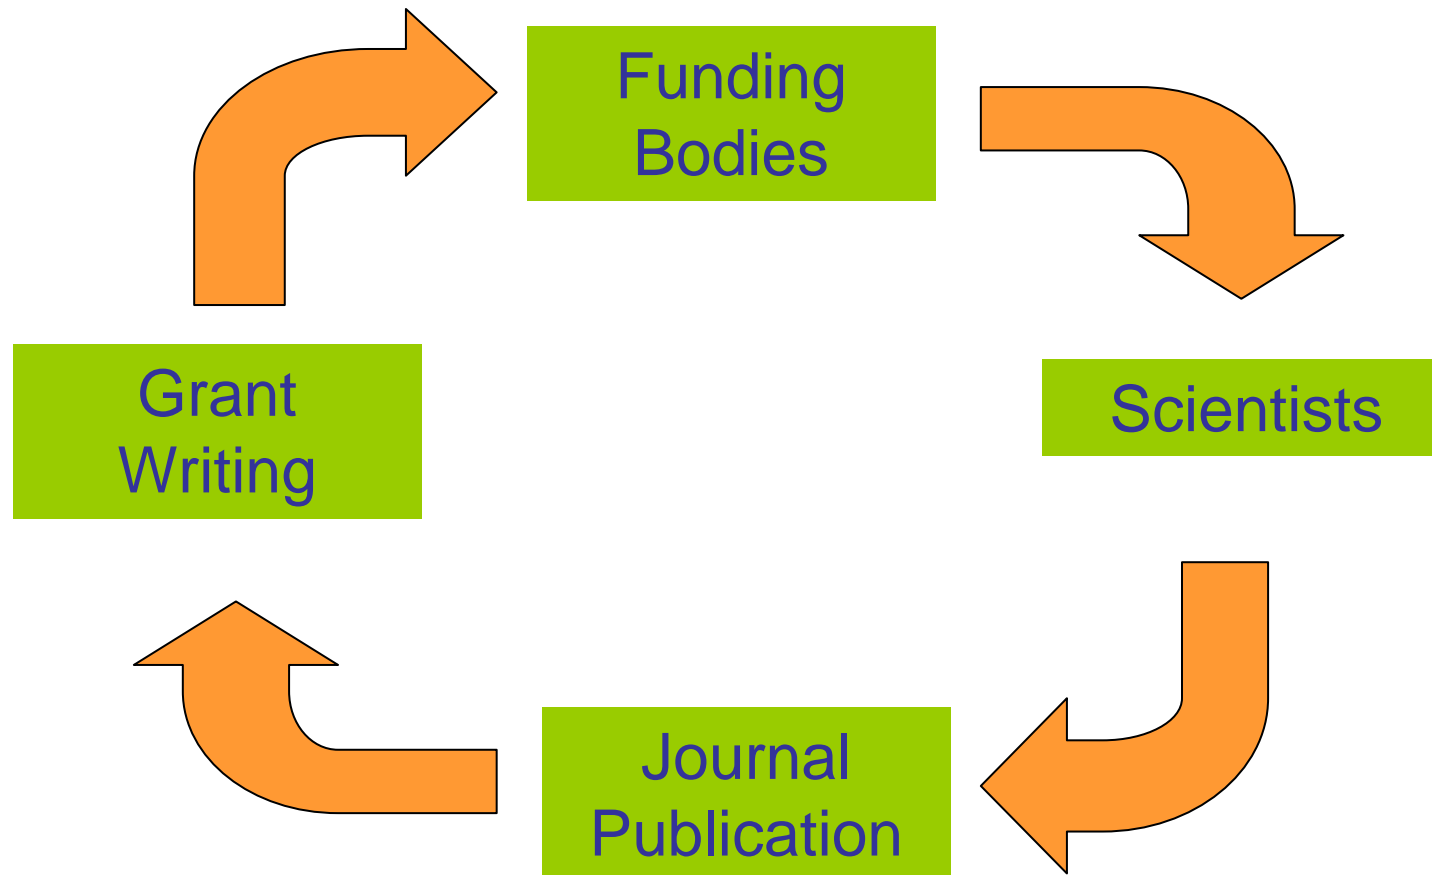 Funding
Bodies
Scientists
Journal
Publication
Grant
Writing